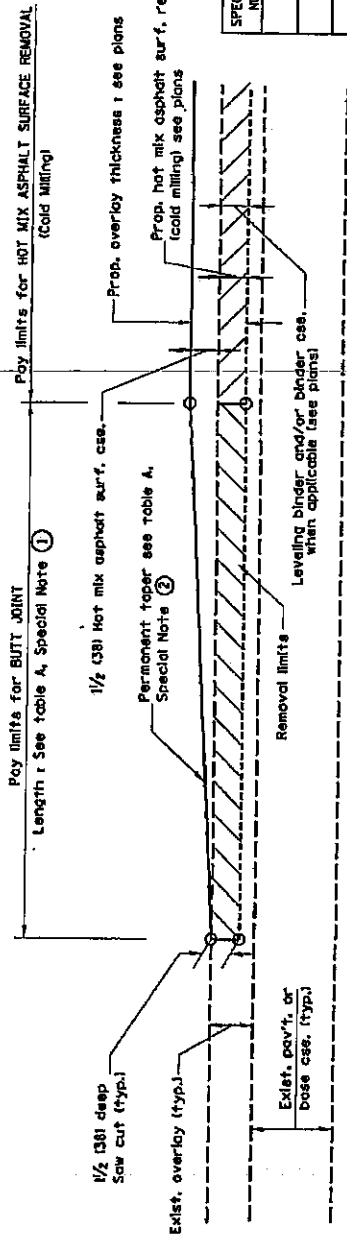 Pay limits for BUTT JOINT
Length : See table A, Special Note ①
Pay limits for HOT MIX ASPHALT SURFACE REMOVAL
(Cold Milling)
1½ (38) Hot mix asphalt surf. cse.
Prop. overlay thickness : see plans
Permanent taper see table A,
Special Note ②
Prop. hot mix asphalt surf. re
(cold milling) see plans
1½ (38) deep
Saw cut (typ.)
Exist. overlay (typ.)
Removal limits
Leveling binder and/or binder cse.
when applicable (see plans)
Exist. pav't. or
base cse. (typ.)
SPEC